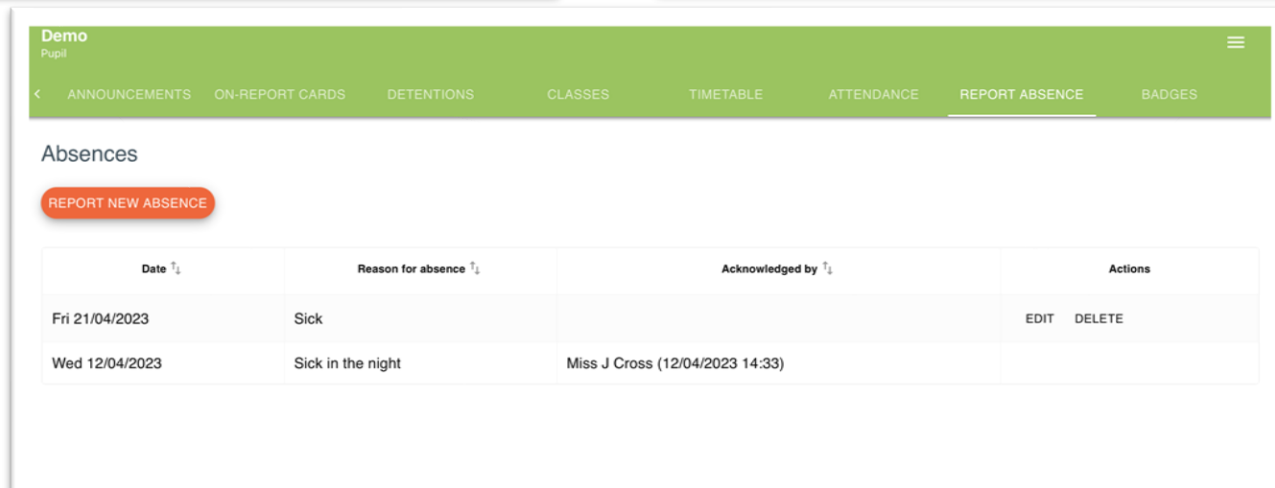 Demo
Pupil
ANNOUNCEMENTS ON-REPORT CARDS DETENTIONS CLASSES TIMETABLE ATTENDANCE REPORT ABSENCE BADGES
Absences
REPORT NEW ABSENCE
Date Reason for absence Acknowledged by Actions
Fri 21/04/2023 Sick EDIT DELETE
Wed 12/04/2023 Sick in the night Miss J Cross (12/04/2023 14:33)